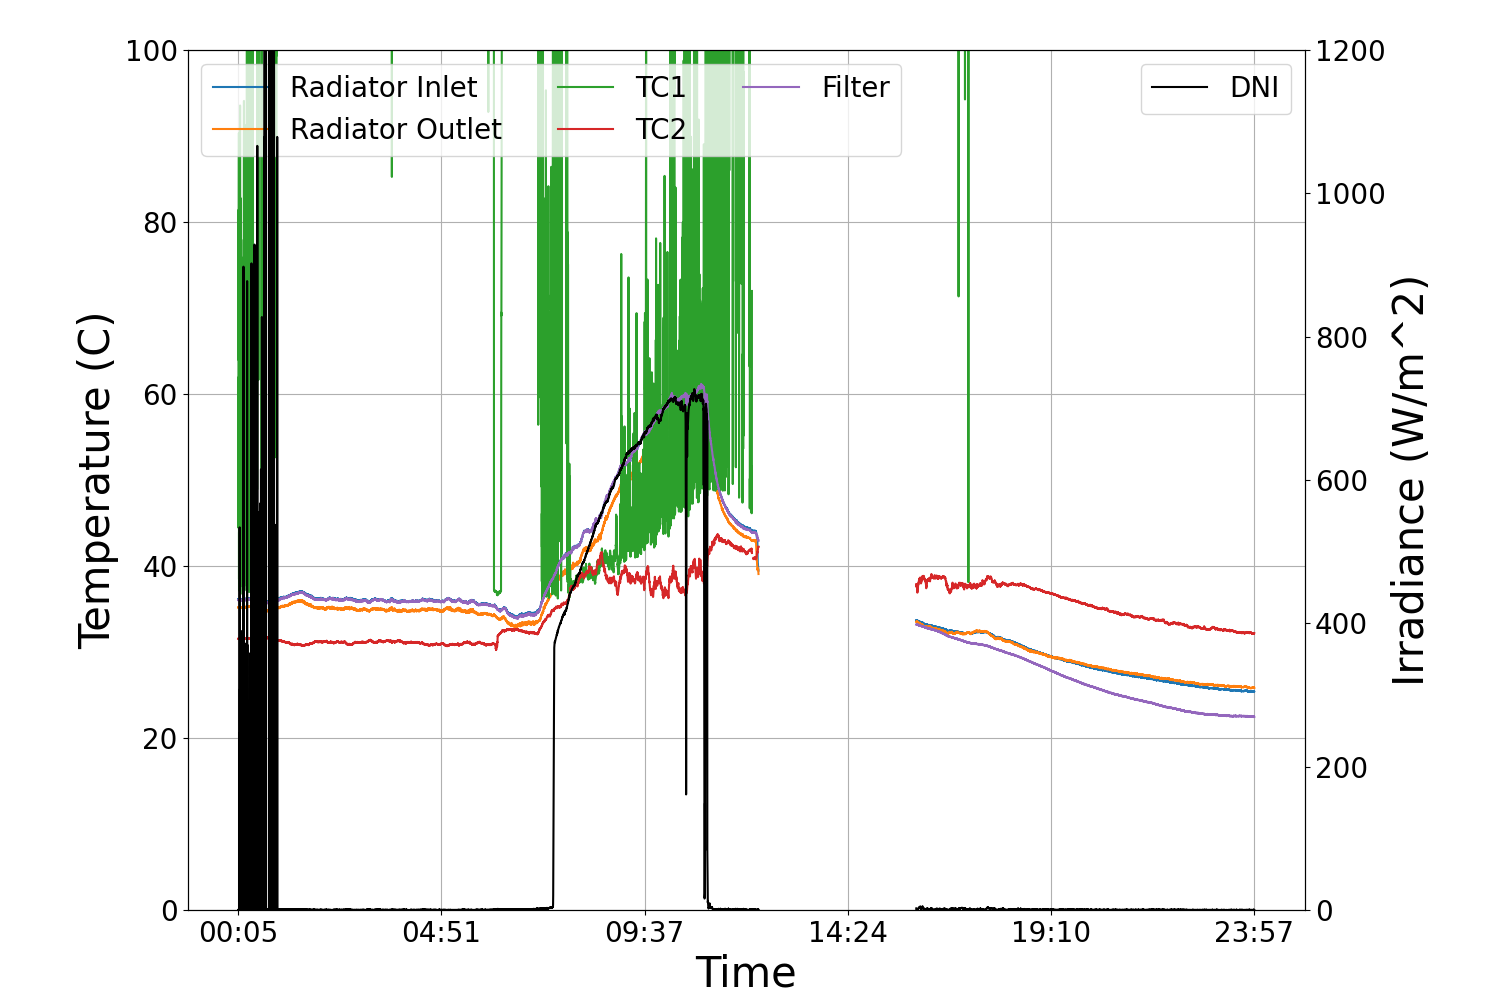 Radiator Inlet TC1 Filter DNI
Radiator Outlet TC2
100 1200
80 1000
60 800
40 600
20 400
0 200
0
Temperature (C)
Irradiance (W/m^2)
00:05 04:51 09:37 14:24 19:10 23:57
Time